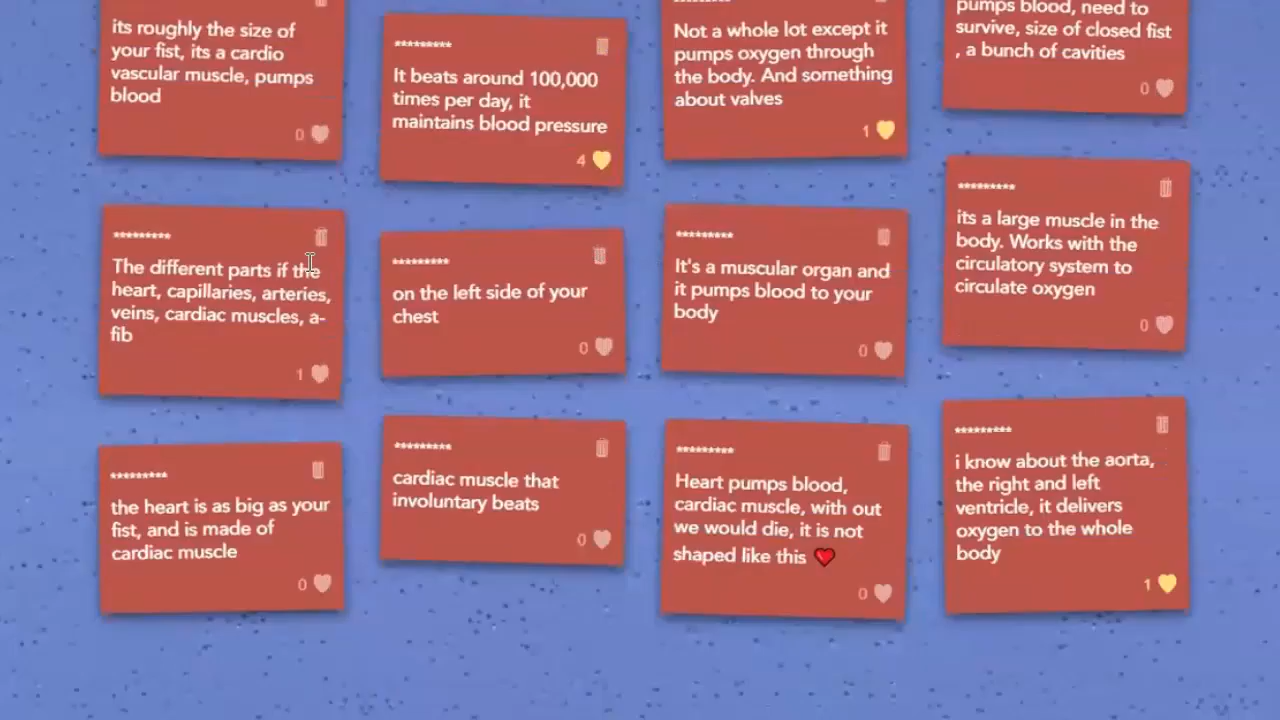 its roughly the size of
your fist, its a cardio
vascular muscle, pumps
blood
0
*********
It beats around 100,000
times per day, it
maintains blood pressure
4
Not a whole lot except it
pumps oxygen through
the body. And something
about valves
1
pumps blood, need to
survive, size of closed fist
, a bunch of cavities
0
*********
The different parts if the
heart, capillaries, arteries,
veins, cardiac muscles, a-
fib
1
*********
on the left side of your
chest
0
*********
It's a muscular organ and
it pumps blood to your
body
0
*********
its a large muscle in the
body. Works with the
circulatory system to
circulate oxygen
0
*********
the heart is as big as your
fist, and is made of
cardiac muscle
0
*********
cardiac muscle that
involuntary beats
0
*********
Heart pumps blood,
cardiac muscle, with out
we would die, it is not
shaped like this ❤️
0
*********
i know about the aorta,
the right and left
ventricle, it delivers
oxygen to the whole
body
1